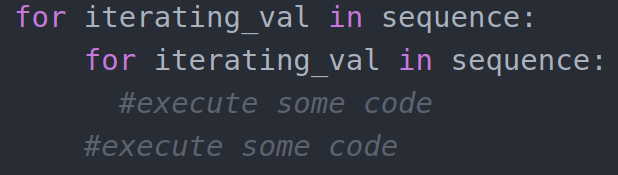 for iterating_val in sequence:
    for iterating_val in sequence:
      #execute some code
    #execute some code